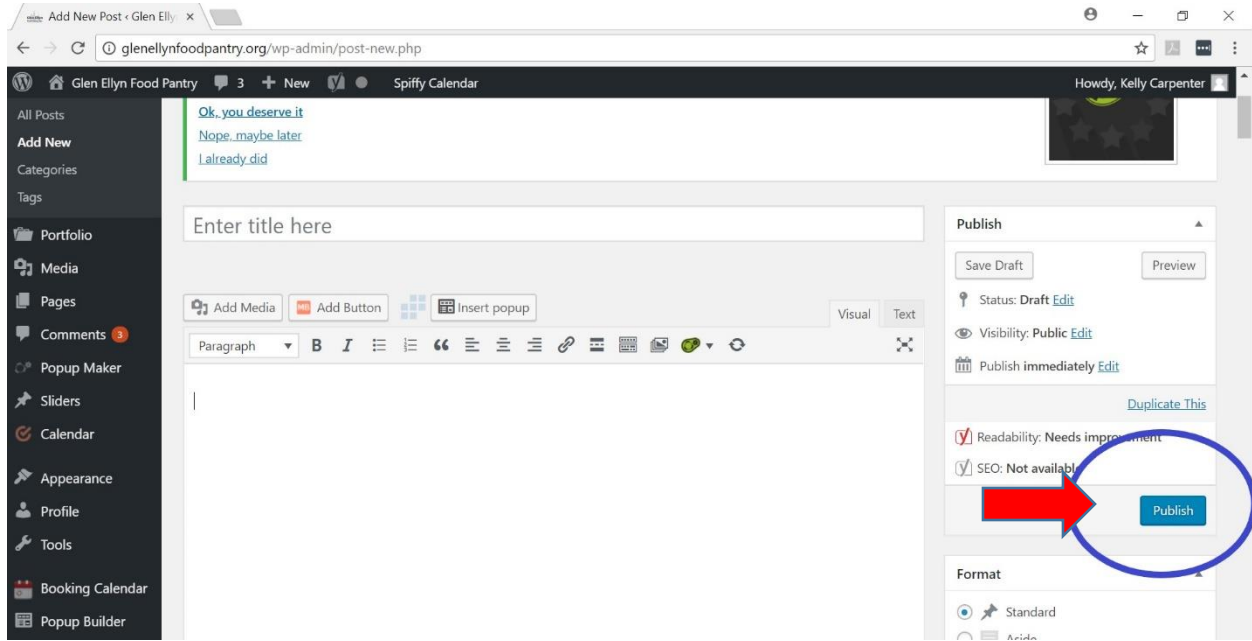 Add New Post ‹ Glen Elly
glenellynfoodpantry.org/wp-admin/post-new.php
Glen Ellyn Food Pantry 3 New Spiffy Calendar Howdy, Kelly Carpenter
All Posts
Add New
Categories
Tags
Portfolio
Media
Pages
Comments 3
Popup Maker
Sliders
Calendar
Appearance
Profile
Tools
Booking Calendar
Popup Builder
Ok, you deserve it
Nope, maybe later
I already did
Enter title here
Add Media Add Button Insert popup Visual Text
Paragraph B I
Publish
Save Draft Preview
Status: Draft Edit
Visibility: Public Edit
Publish immediately Edit
Duplicate This
Readability: Needs improvement
SEO: Not available
Publish
Format
Standard
Aside